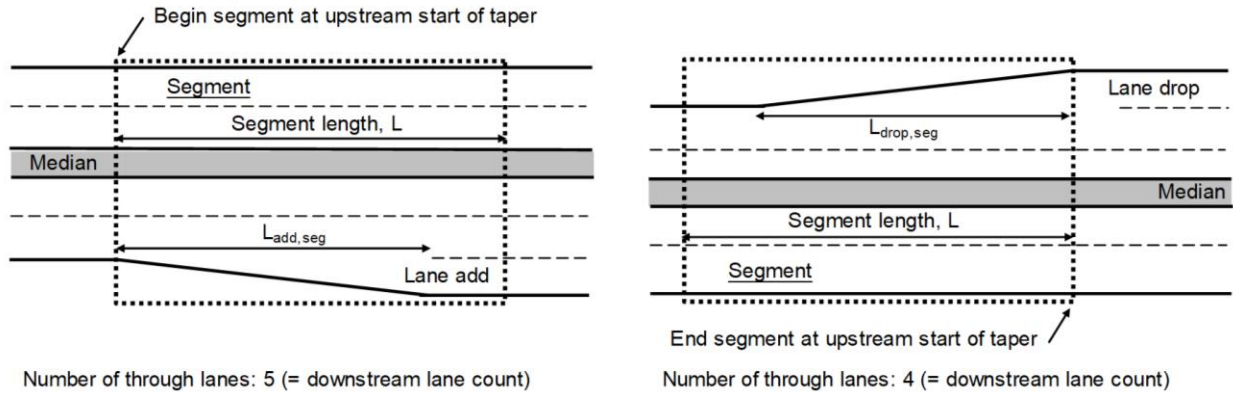 Begin segment at upstream start of taper
Segment
Segment length, L
Median
L_add,seg
Lane add
Number of through lanes: 5 (= downstream lane count)
Lane drop
L_drop,seg
Median
Segment length, L
Segment
End segment at upstream start of taper
Number of through lanes: 4 (= downstream lane count)